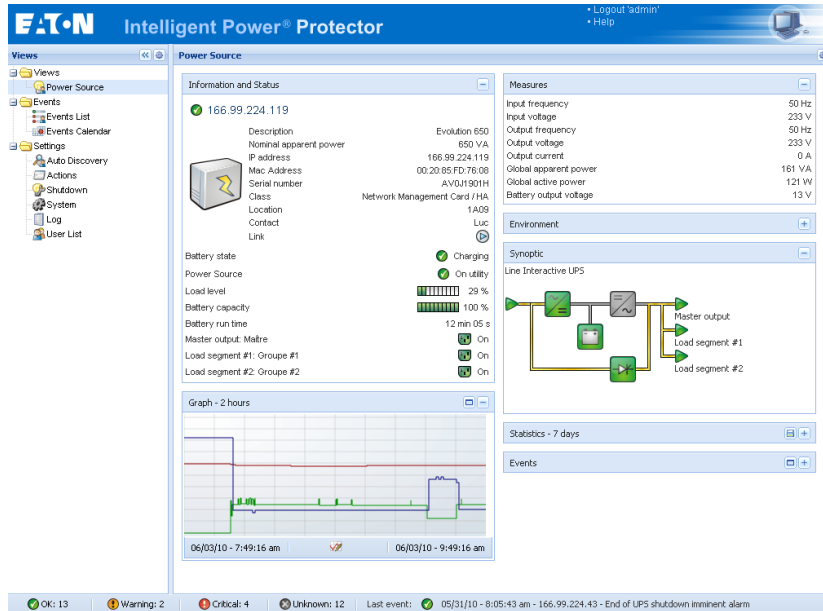 EATON Intelligent Power® Protector
• Logout 'admin'
• Help
Views
Views
Power Source
Events
Events List
Events Calendar
Settings
Auto Discovery
Actions
Shutdown
System
Log
User List
Power Source
Information and Status
166.99.224.119
Description Evolution 650
Nominal apparent power 650 VA
IP address 166.99.224.119
Mac Address 00:20:85:FD:76:08
Serial number AV0J1901H
Class Network Management Card / HA
Location 1A09
Contact Luc
Link
Battery state Charging
Power Source On utility
Load level 29 %
Battery capacity 100 %
Battery run time 12 min 05 s
Master output: Maître On
Load segment #1: Groupe #1 On
Load segment #2: Groupe #2 On
Graph - 2 hours
06/03/10 - 7:49:16 am 06/03/10 - 9:49:16 am
Measures
Input frequency 50 Hz
Input voltage 233 V
Output frequency 50 Hz
Output voltage 233 V
Output current 0 A
Global apparent power 161 VA
Global active power 121 W
Battery output voltage 13 V
Environment
Synoptic
Line Interactive UPS
Master output
Load segment #1
Load segment #2
Statistics - 7 days
Events
OK: 13 Warning: 2 Critical: 4 Unknown: 12 Last event: 05/31/10 - 8:05:43 am - 166.99.224.43 - End of UPS shutdown imminent alarm